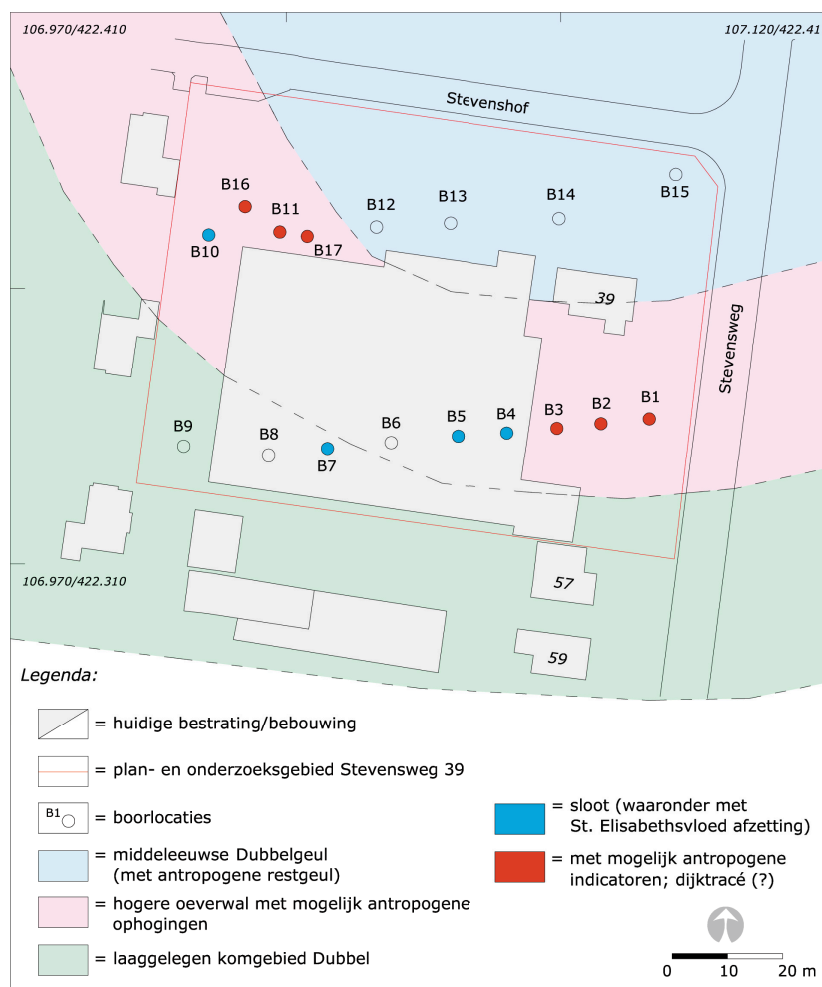 106.970/422.410
107.120/422.41
Stevenshof
B15
B16
B11
B12
B13
B14
B10
B17
39
Stevensweg
B1
B2
B3
B4
B5
B6
B9
B8
B7
106.970/422.310
57
59
Legenda:
= huidige bestrating/bebouwing
= plan- en onderzoeksgebied Stevensweg 39
B1 = boorlocaties
= middeleeuwse Dubbelgeul
(met antropogene restgeul)
= hogere oeverwal met mogelijk antropogene
ophogingen
= laaggelegen komgebied Dubbel
= sloot (waaronder met
St. Elisabethsvloed afzetting)
= met mogelijk antropogene
indicatoren; dijktracé (?)
0 10 20 m